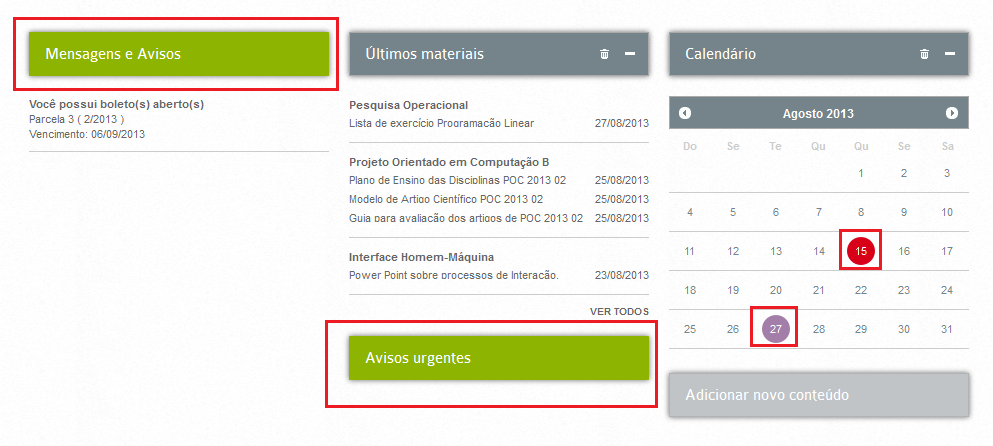 Mensagens e Avisos
Você possui boleto(s) aberto(s)
Parcela 3 ( 2/2013 )
Vencimento: 06/09/2013
Últimos materiais
Pesquisa Operacional
Lista de exercício Programação Linear 27/08/2013
Projeto Orientado em Computação B
Plano de Ensino das Disciplinas POC 2013 02 25/08/2013
Modelo de Artigo Científico POC 2013 02 25/08/2013
Guia para avaliação dos artigos de POC 2013 02 25/08/2013
Interface Homem-Máquina
Power Point sobre processos de Interação. 23/08/2013
VER TODOS
Avisos urgentes
Calendário
Agosto 2013
Do Se Te Qu Qu Se Sa
1 2 3
4 5 6 7 8 9 10
11 12 13 14 15 16 17
18 19 20 21 22 23 24
25 26 27 28 29 30 31
Adicionar novo conteúdo